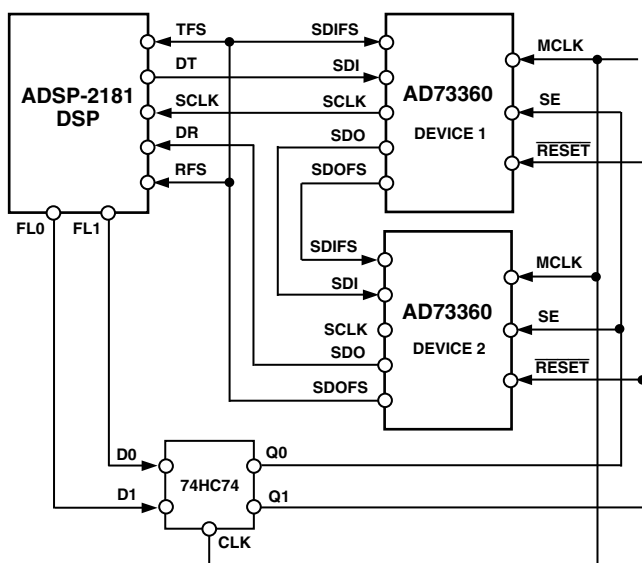 TFS
SDIFS
MCLK
DT
SDI
ADSP-2181
DSP
AD73360
SCLK
SCLK
SE
DR
SDO
DEVICE 1
RESET
RFS
SDOFS
FL0
FL1
SDIFS
MCLK
SDI
AD73360
SCLK
SE
SDO
DEVICE 2
RESET
SDOFS
D0
Q0
74HC74
D1
Q1
CLK